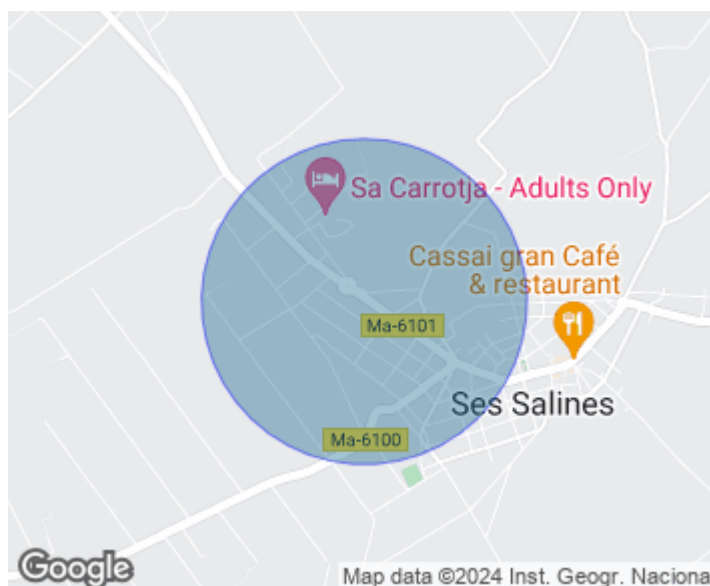 Sa Carrotja - Adults Only
Cassai gran Café
& restaurant
Ma-6101
Ses Salines
Ma-6100
Google
Map data ©2024 Inst. Geogr. Naciona